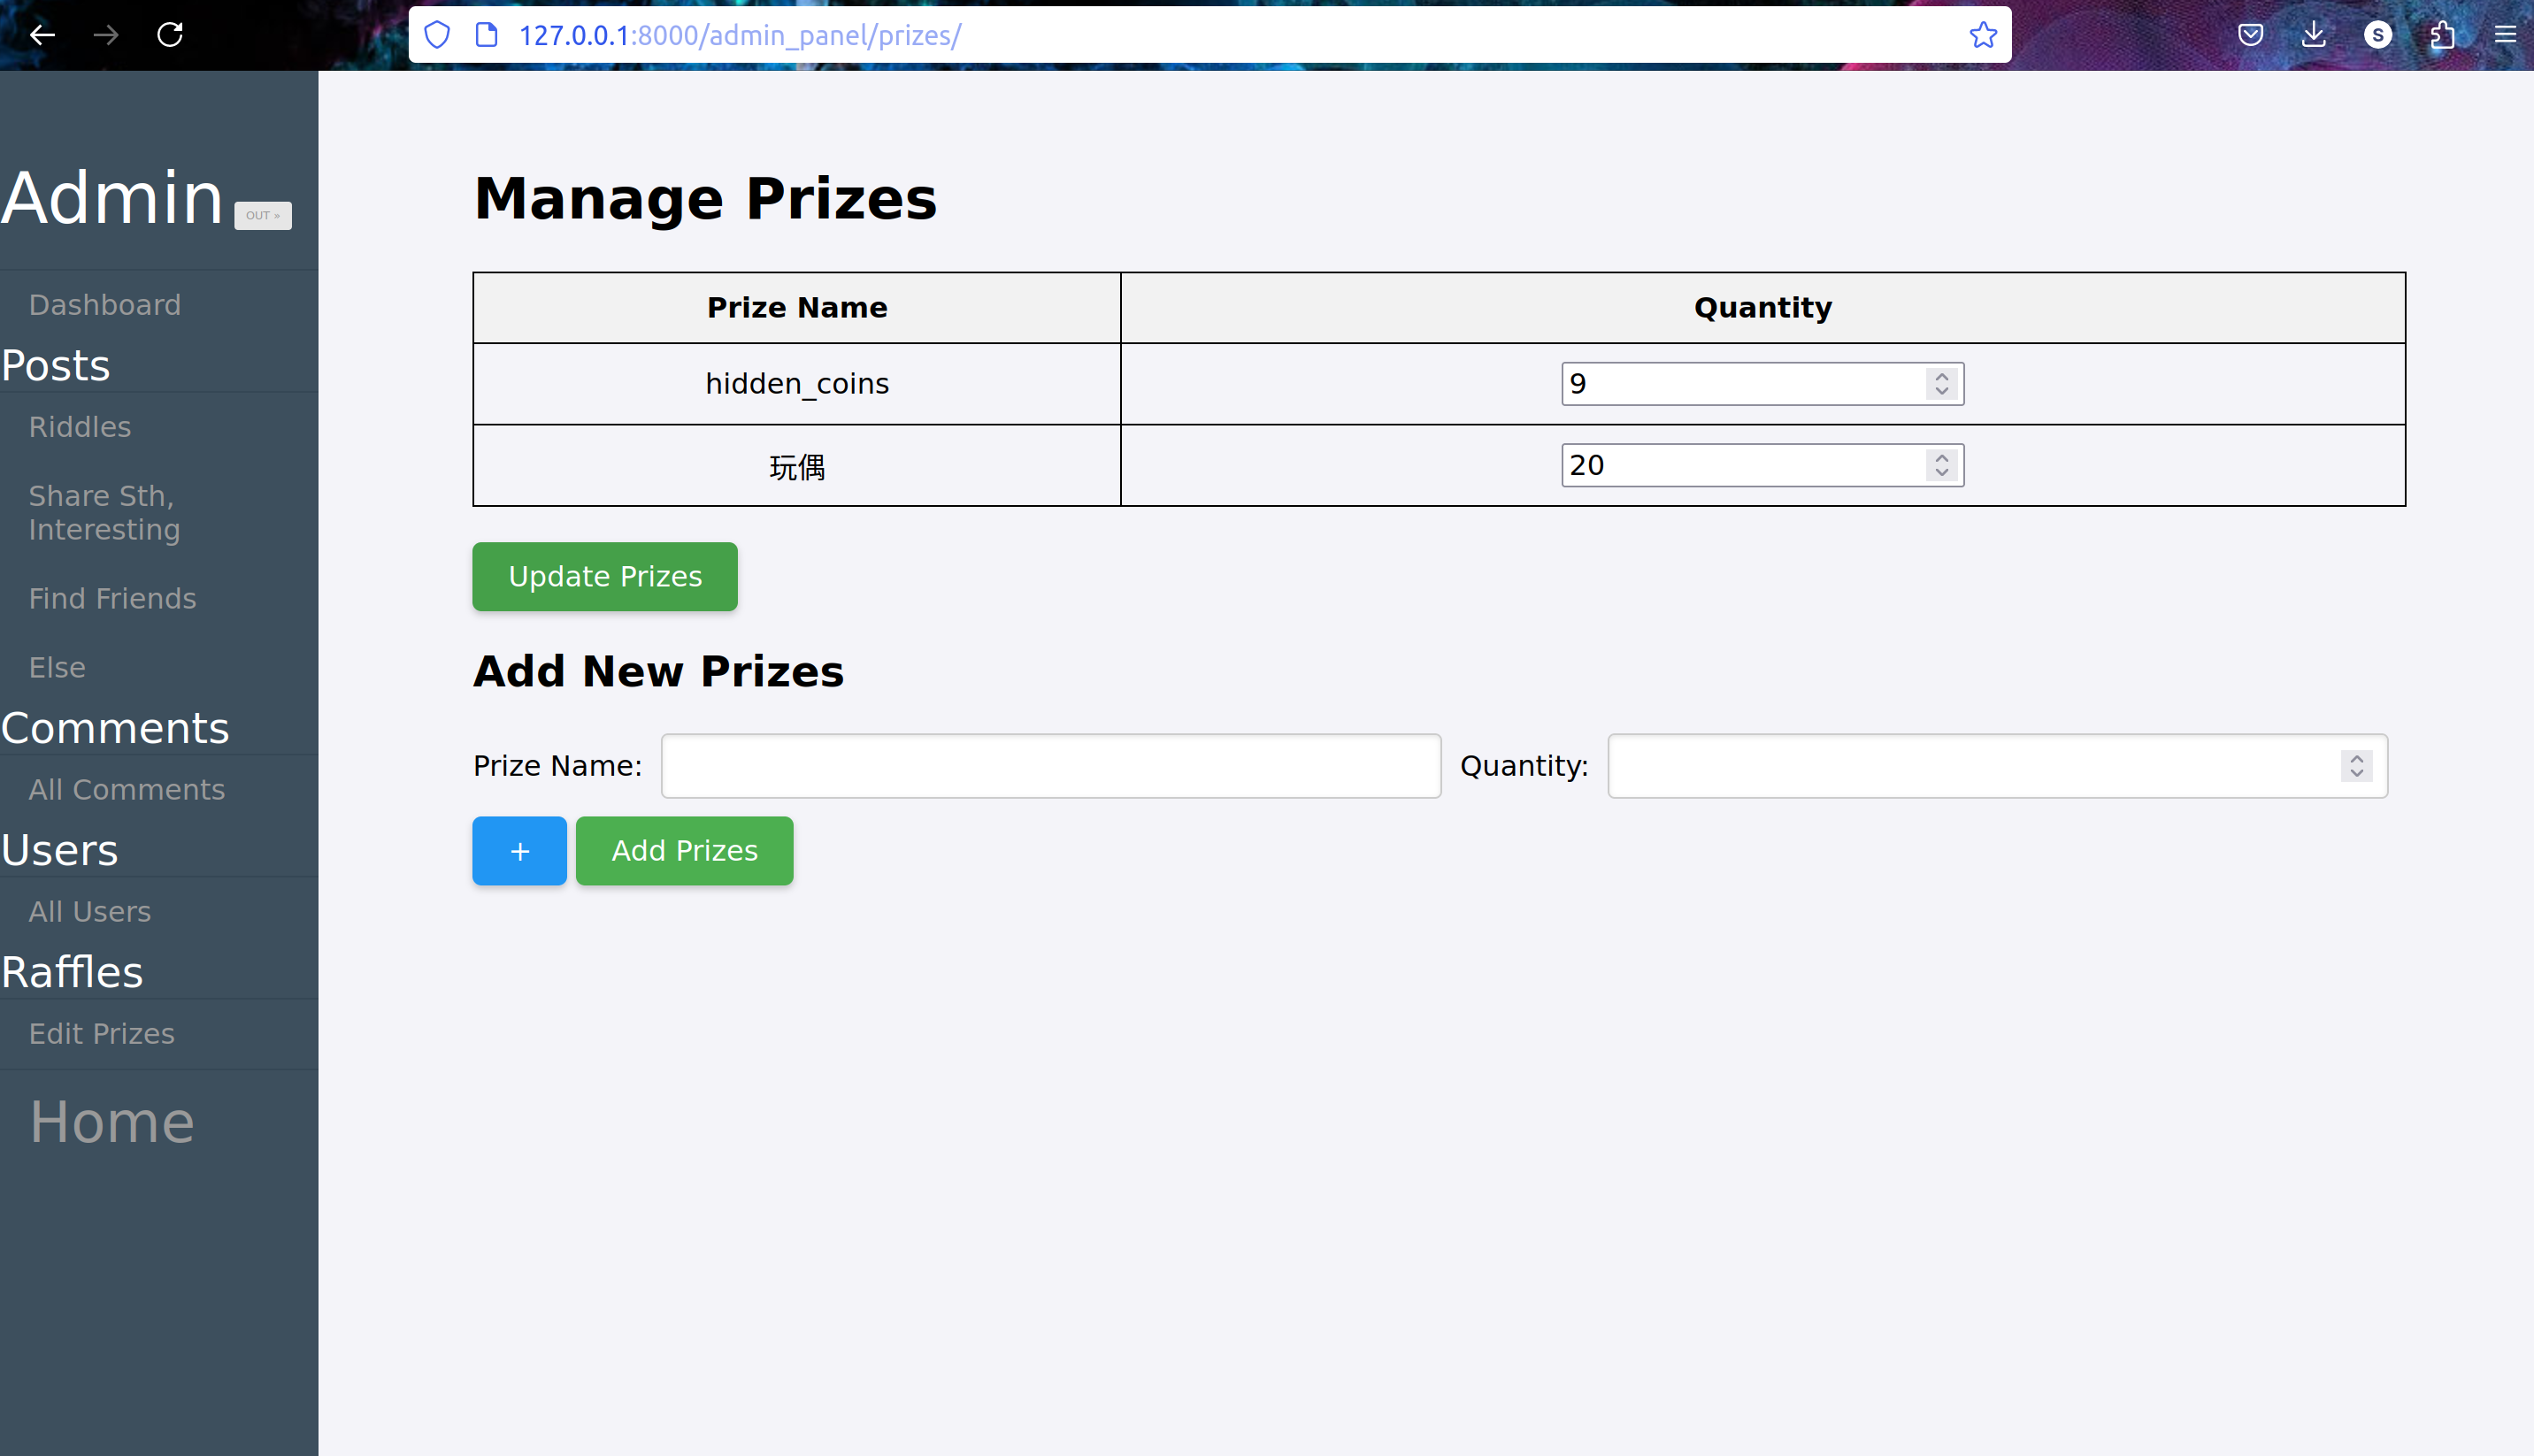 127.0.0.1:8000/admin_panel/prizes/
S
Admin OUT »
Dashboard
Posts
Riddles
Share Sth,
Interesting
Find Friends
Else
Comments
All Comments
Users
All Users
Raffles
Edit Prizes
Home
Manage Prizes
Prize Name Quantity
hidden_coins 9
玩偶 20
Update Prizes
Add New Prizes
Prize Name: Quantity:
+ Add Prizes